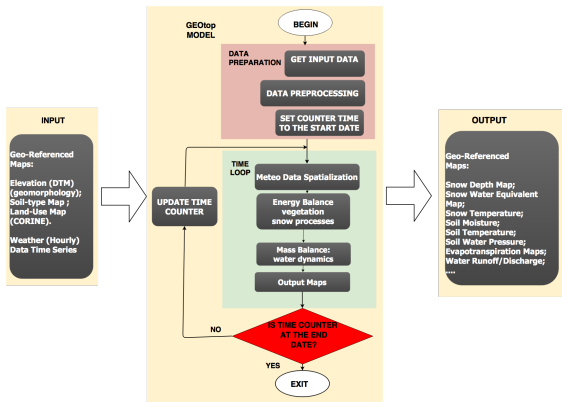 INPUT
Geo-Referenced
Maps:
Elevation (DTM)
(geomorphology);
Soil-type Map ;
Land-Use Map
(CORINE).
Weather (Hourly)
Data Time Series
GEOtop
MODEL
BEGIN
DATA
PREPARATION
GET INPUT DATA
DATA PREPROCESSING
SET COUNTER TIME
TO THE START DATE
TIME
LOOP
Meteo Data Spatialization
Energy Balance
vegetation
snow processes
Mass Balance:
water dynamics
Output Maps
UPDATE TIME
COUNTER
IS TIME COUNTER
AT THE END
DATE?
NO
YES
EXIT
OUTPUT
Geo-Referenced
Maps:
Snow Depth Map;
Snow Water Equivalent
Map;
Snow Temperature;
Soil Moisture;
Soil Temperature;
Soil Water Pressure;
Evapotranspiration Maps;
Water Runoff/Discharge;
....